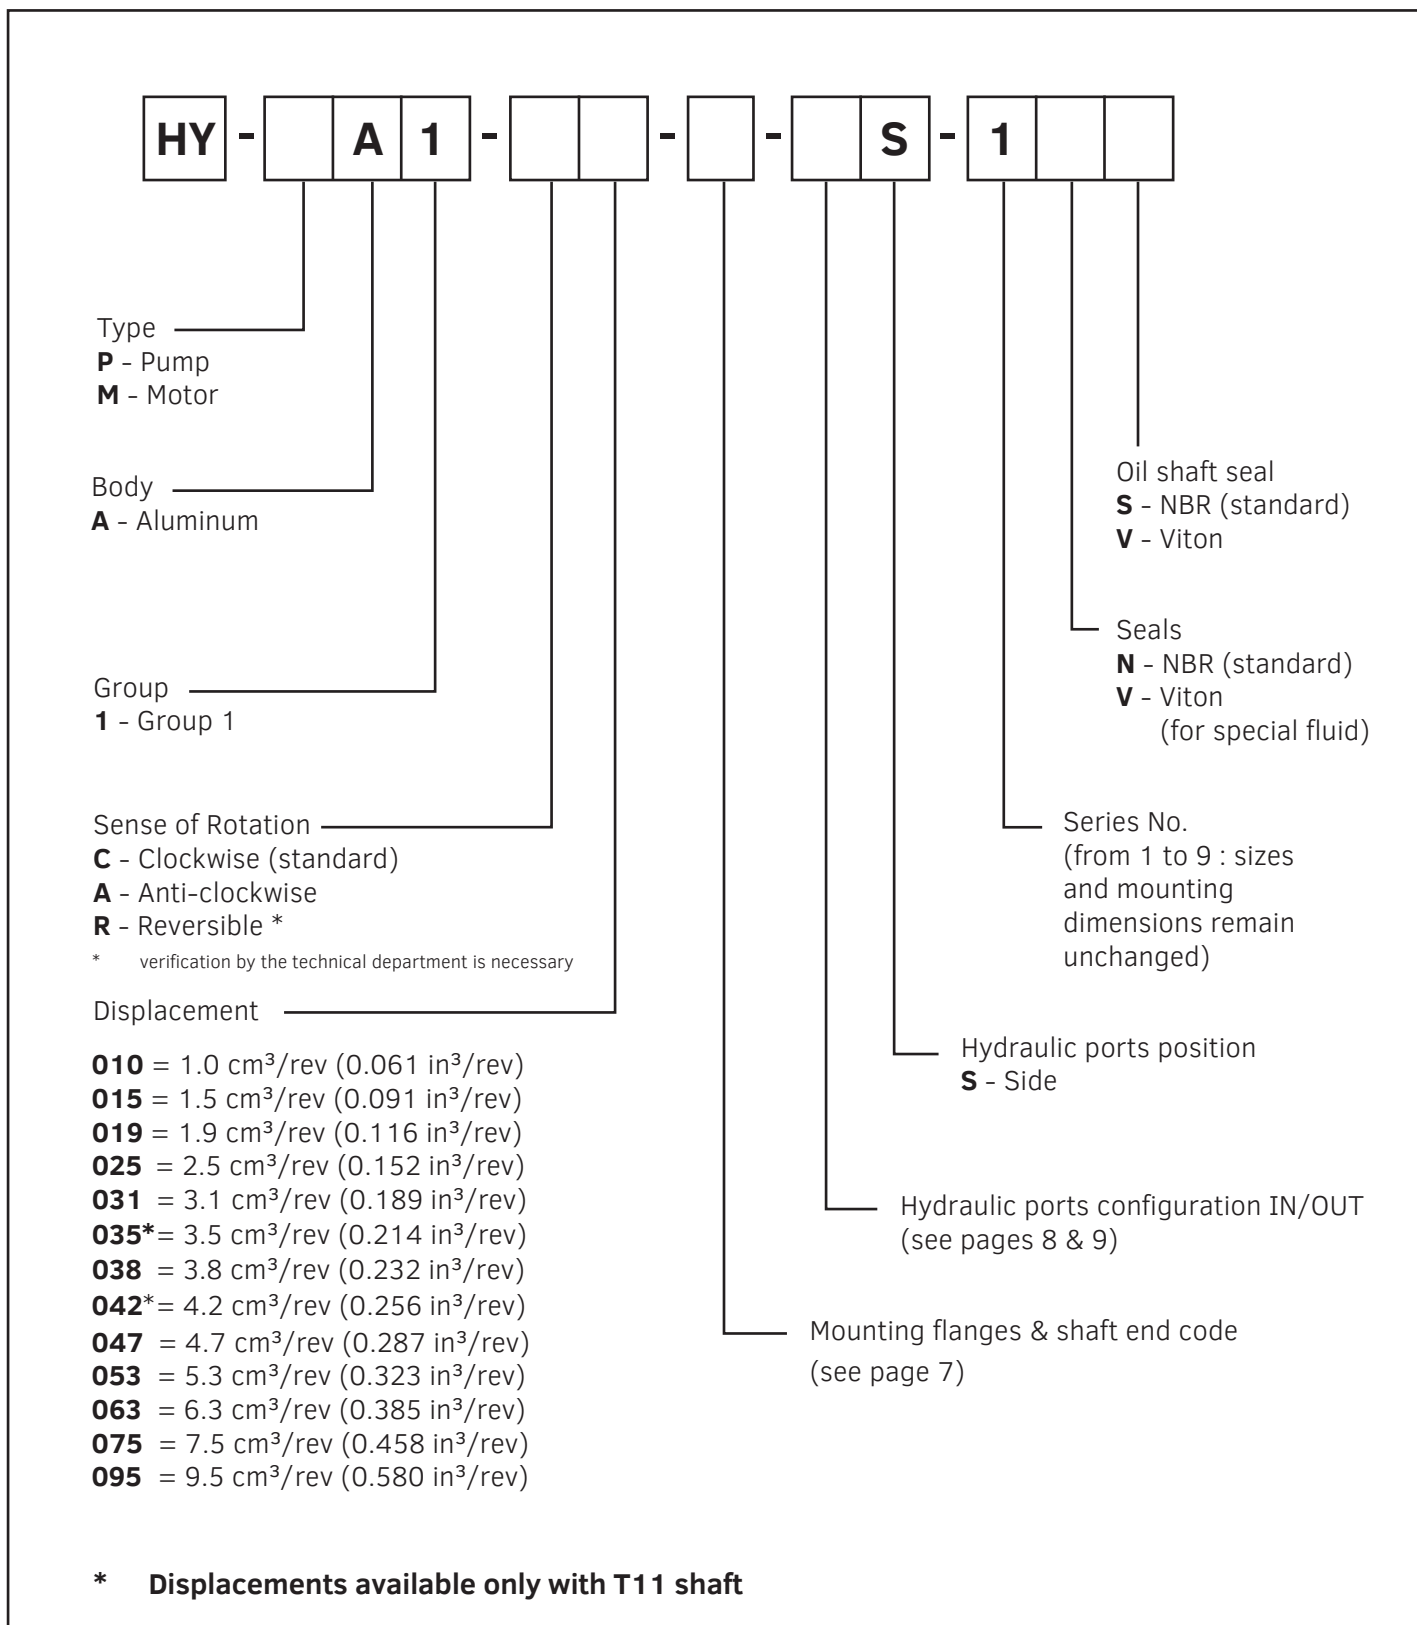 HY - A 1 - - - S - 1
Type
P - Pump
M - Motor
Body
A - Aluminum
Group
1 - Group 1
Sense of Rotation
C - Clockwise (standard)
A - Anti-clockwise
R - Reversible *
* verification by the technical department is necessary
Displacement
010 = 1.0 cm³/rev (0.061 in³/rev)
015 = 1.5 cm³/rev (0.091 in³/rev)
019 = 1.9 cm³/rev (0.116 in³/rev)
025 = 2.5 cm³/rev (0.152 in³/rev)
031 = 3.1 cm³/rev (0.189 in³/rev)
035*= 3.5 cm³/rev (0.214 in³/rev)
038 = 3.8 cm³/rev (0.232 in³/rev)
042*= 4.2 cm³/rev (0.256 in³/rev)
047 = 4.7 cm³/rev (0.287 in³/rev)
053 = 5.3 cm³/rev (0.323 in³/rev)
063 = 6.3 cm³/rev (0.385 in³/rev)
075 = 7.5 cm³/rev (0.458 in³/rev)
095 = 9.5 cm³/rev (0.580 in³/rev)
Oil shaft seal
S - NBR (standard)
V - Viton
Seals
N - NBR (standard)
V - Viton
(for special fluid)
Series No.
(from 1 to 9 : sizes
and mounting
dimensions remain
unchanged)
Hydraulic ports position
S - Side
Hydraulic ports configuration IN/OUT
(see pages 8 & 9)
Mounting flanges & shaft end code
(see page 7)
* Displacements available only with T11 shaft